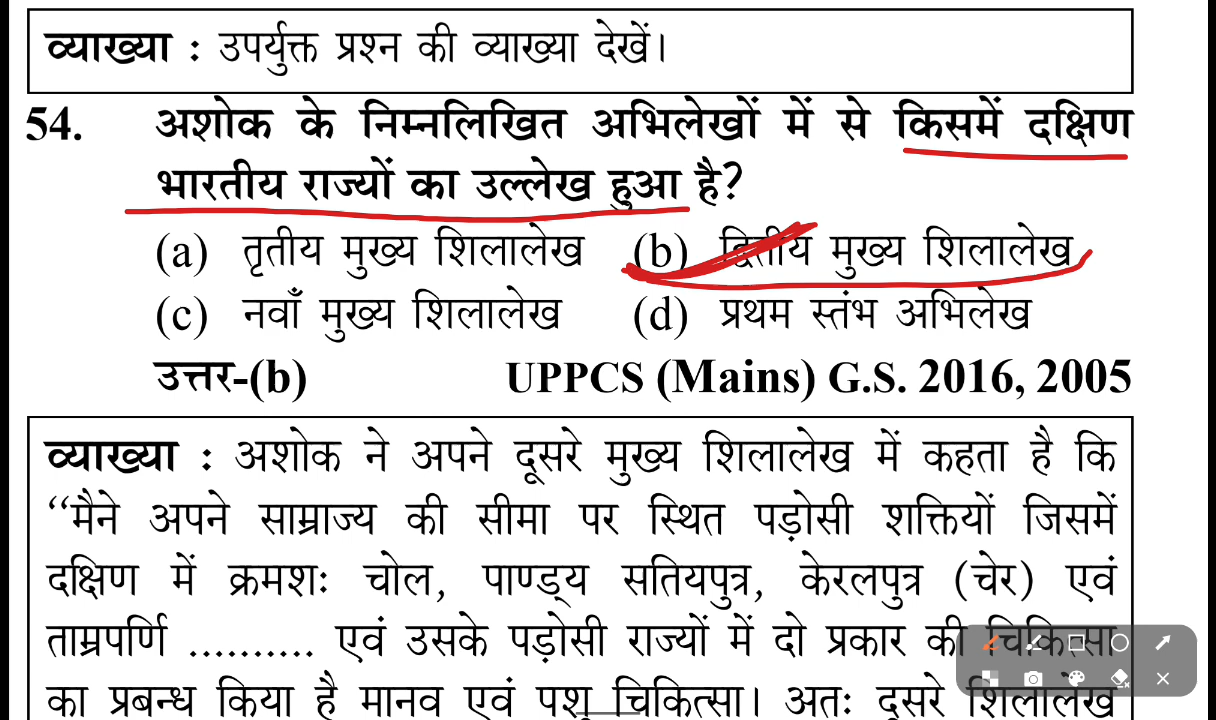 व्याख्या : उपर्युक्त प्रश्न की व्याख्या देखें।
54. अशोक के निम्नलिखित अभिलेखों में से किसमें दक्षिण
भारतीय राज्यों का उल्लेख हुआ है?
(a) तृतीय मुख्य शिलालेख (b) द्वितीय मुख्य शिलालेख
(c) नवाँ मुख्य शिलालेख (d) प्रथम स्तंभ अभिलेख
उत्तर-(b) UPPCS (Mains) G.S. 2016, 2005
व्याख्या : अशोक ने अपने दूसरे मुख्य शिलालेख में कहता है कि
‘‘मैने अपने साम्राज्य की सीमा पर स्थित पड़ोसी शक्तियों जिसमें
दक्षिण में क्रमशः चोल, पाण्ड्य सतियपुत्र, केरलपुत्र (चेर) एवं
ताम्रपर्णि .......... एवं उसके पड़ोसी राज्यों में दो प्रकार की चिकित्सा
का प्रबन्ध किया है मानव एवं पशु चिकित्सा। अतः दूसरे शिलालेख